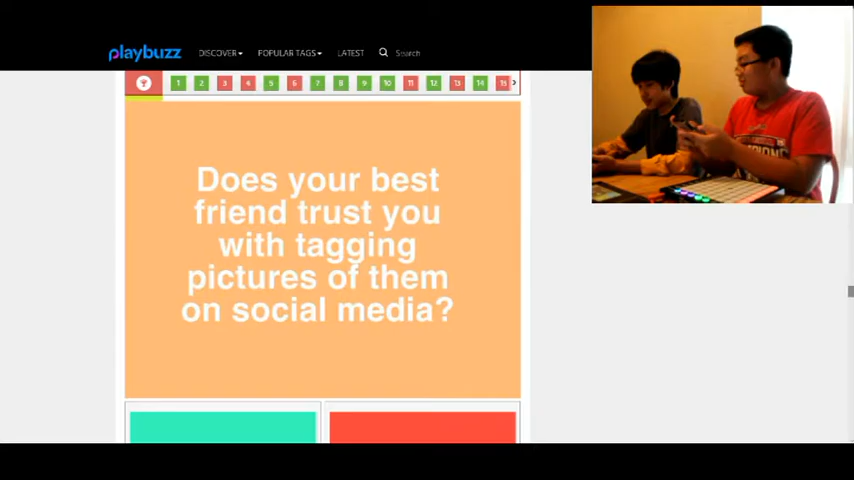 playbuzz DISCOVER POPULAR TAGS LATEST Search
1 2 3 4 5 6 7 8 9 10 11 12 13 14 15
Does your best
friend trust you
with tagging
pictures of them
on social media?